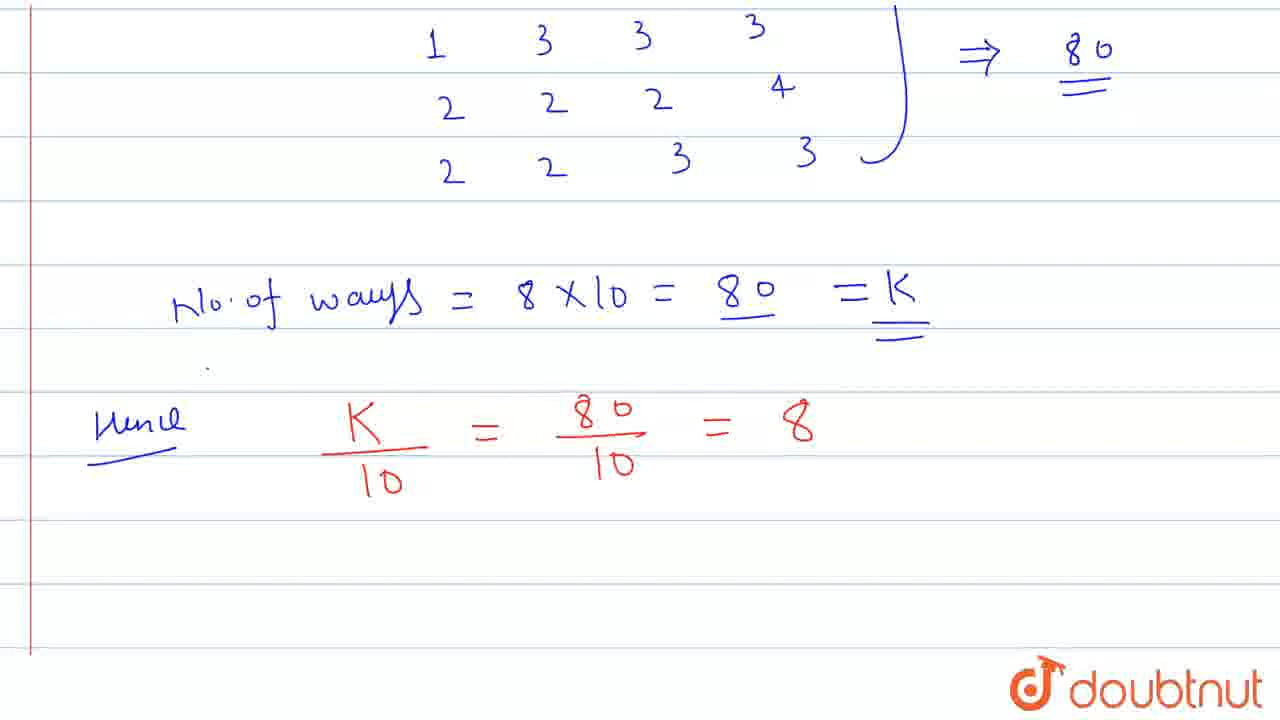 1 3 3 3
2 2 2 4 ⇒ 80
2 2 3 3
No. of ways = 8 × 10 = 80 = K
Hence K/10 = 80/10 = 8
doubtnut